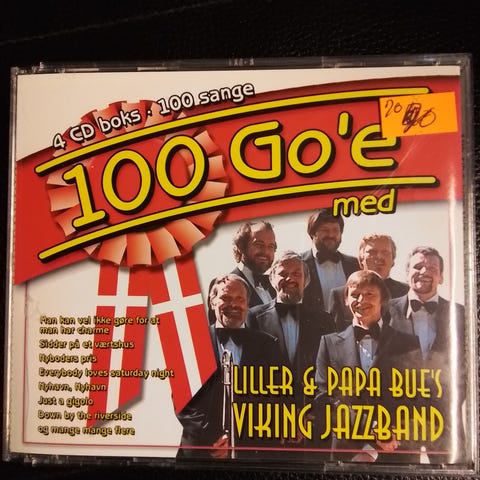 4 CD boks · 100 sange
100 Go'e
med
Man kan vel ikke gøre for at
man har charme
Sidder på et værtshus
Nyboders pris
Everybody loves saturday night
Nyhavn, Nyhavn
Just a gigolo
Down by the riverside
og mange mange flere
LILLER & PAPA BUE'S
VIKING JAZZBAND
20